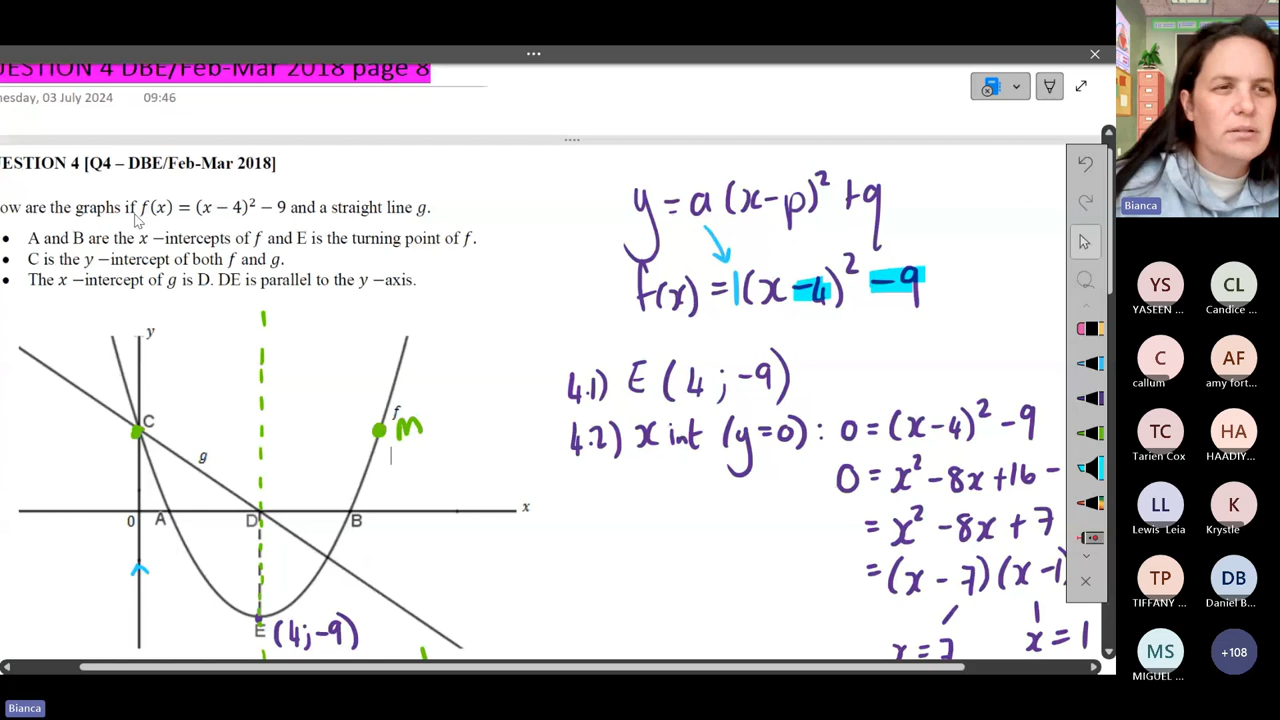 UESTION 4 DBE/Feb-Mar 2018 page 8
nesday, 03 July 2024 09:46
UESTION 4 [Q4 – DBE/Feb-Mar 2018]
ow are the graphs if f(x) = (x − 4)² − 9 and a straight line g.
• A and B are the x −intercepts of f and E is the turning point of f.
• C is the y −intercept of both f and g.
• The x −intercept of g is D. DE is parallel to the y −axis.
y
C
f
M
g
x
0
A
D
B
E (4;-9)
y = a(x-p)² + q
f(x) = 1(x-4)² -9
4.1) E (4 ; -9)
4.2) x int (y=0) : 0 = (x-4)² -9
0 = x² -8x +16 -
= x² -8x +7
= (x-7)(x-1)
x = 7 x = 1
Bianca
YS
YASEEN ...
CL
Candice ...
C
callum
AF
amy fort...
TC
Tarien Cox
HA
HAADIY...
LL
Lewis Leia
K
Krystle
TP
TIFFANY ...
DB
Daniel B...
MS
MIGUEL ...
+108
Bianca